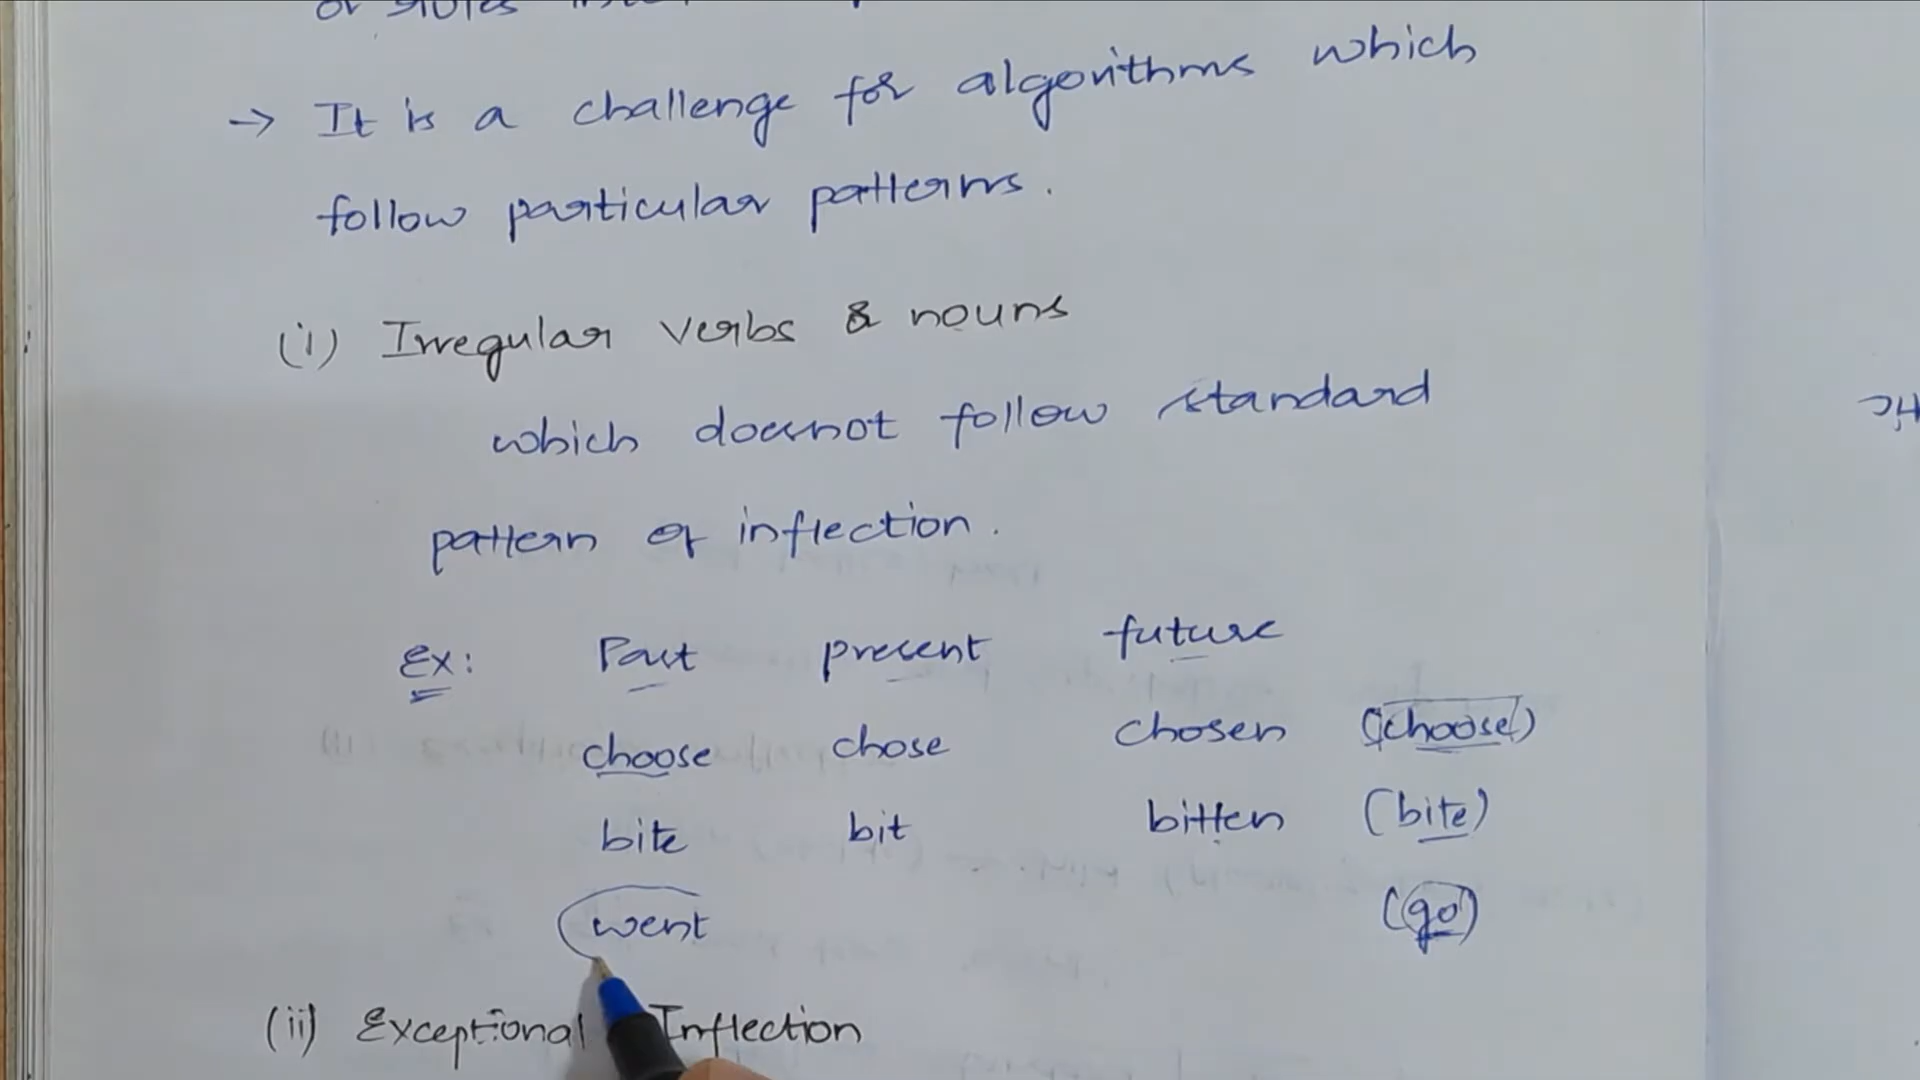 → It is a challenge for algorithms which
follow particular patterns.
(i) Irregular verbs & nouns
which doesnot follow standard
pattern of inflection.
Ex: Past present future
choose chose chosen (choose)
bite bit bitten (bite)
went (go)
(ii) Exceptional Inflection